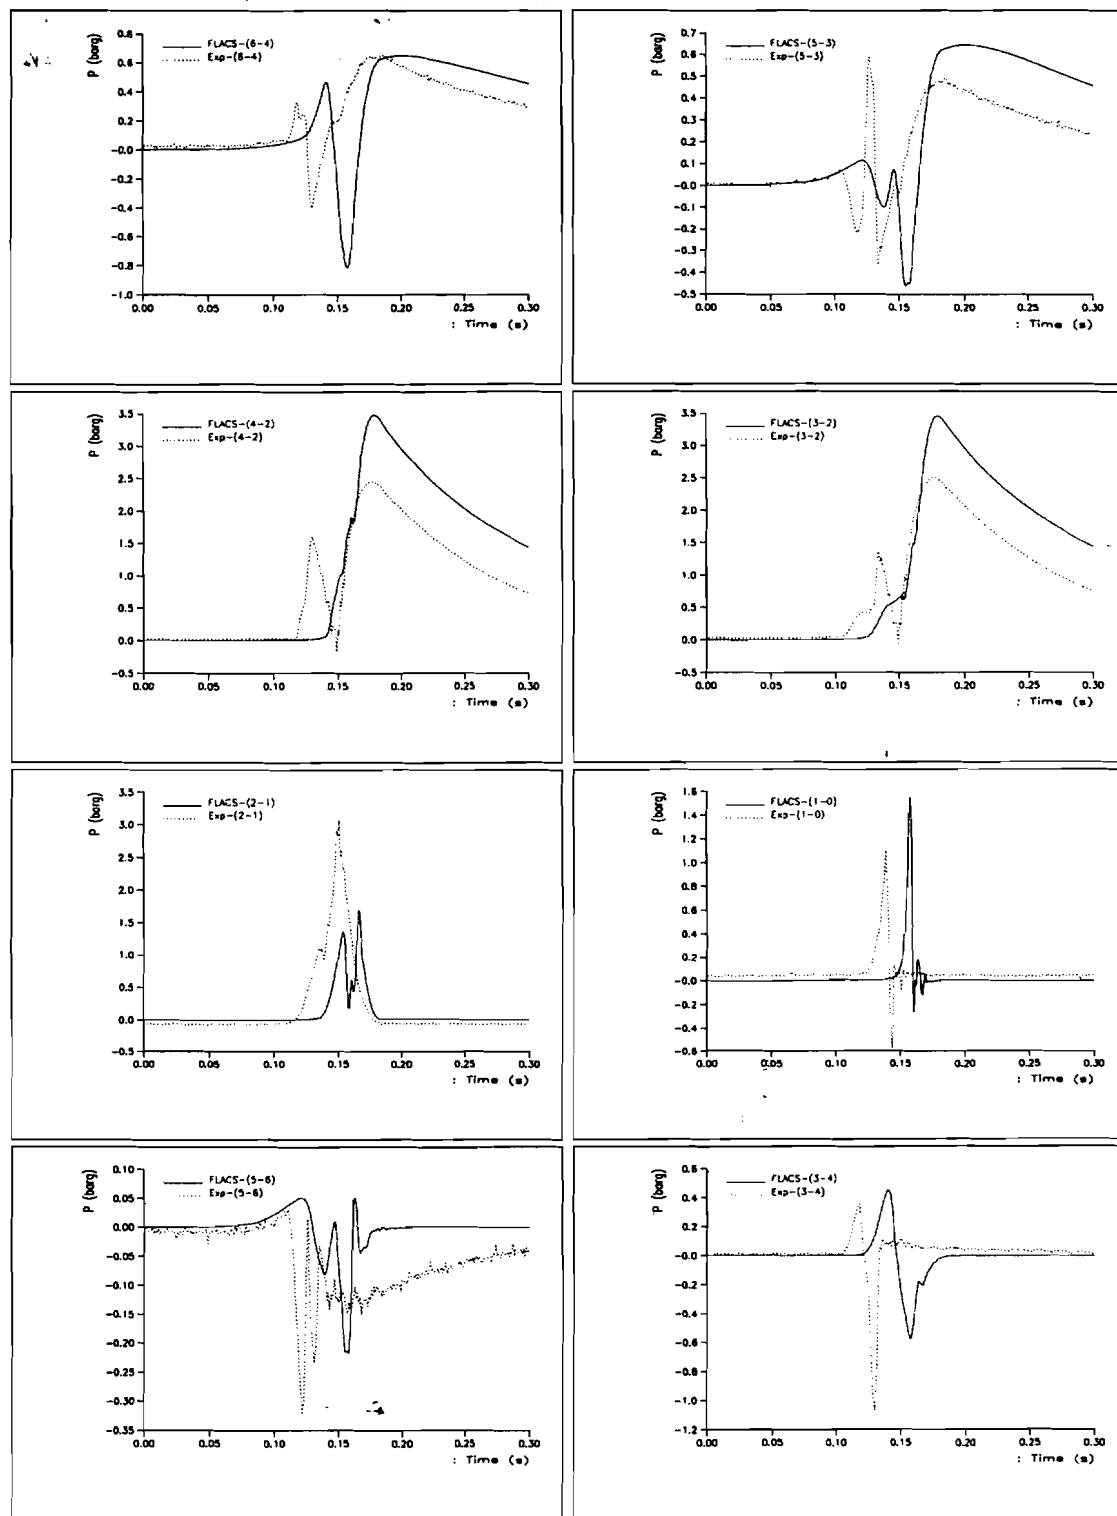 P (barg)
FLACS-(6-4)
Exp-(6-4)
0.8
0.6
0.4
0.2
-0.0
-0.2
-0.4
-0.6
-0.8
-1.0
0.00 0.05 0.10 0.15 0.20 0.25 0.30
: Time (s)
P (barg)
FLACS-(5-3)
Exp-(5-3)
0.7
0.6
0.5
0.4
0.3
0.2
0.1
-0.0
-0.1
-0.2
-0.3
-0.4
-0.5
0.00 0.05 0.10 0.15 0.20 0.25 0.30
: Time (s)
P (barg)
FLACS-(4-2)
Exp-(4-2)
3.5
3.0
2.5
2.0
1.5
1.0
0.5
0.0
-0.5
0.00 0.05 0.10 0.15 0.20 0.25 0.30
: Time (s)
P (barg)
FLACS-(3-2)
Exp-(3-2)
3.5
3.0
2.5
2.0
1.5
1.0
0.5
0.0
-0.5
0.00 0.05 0.10 0.15 0.20 0.25 0.30
: Time (s)
P (barg)
FLACS-(2-1)
Exp-(2-1)
3.5
3.0
2.5
2.0
1.5
1.0
0.5
0.0
-0.5
0.00 0.05 0.10 0.15 0.20 0.25 0.30
: Time (s)
P (barg)
FLACS-(1-0)
Exp-(1-0)
1.6
1.4
1.2
1.0
0.8
0.6
0.4
0.2
-0.0
-0.2
-0.4
-0.6
0.00 0.05 0.10 0.15 0.20 0.25 0.30
: Time (s)
P (barg)
FLACS-(5-6)
Exp-(5-6)
0.10
0.05
0.00
-0.05
-0.10
-0.15
-0.20
-0.25
-0.30
-0.35
0.00 0.05 0.10 0.15 0.20 0.25 0.30
: Time (s)
P (barg)
FLACS-(3-4)
Exp-(3-4)
0.6
0.4
0.2
-0.0
-0.2
-0.4
-0.6
-0.8
-1.0
-1.2
0.00 0.05 0.10 0.15 0.20 0.25 0.30
: Time (s)